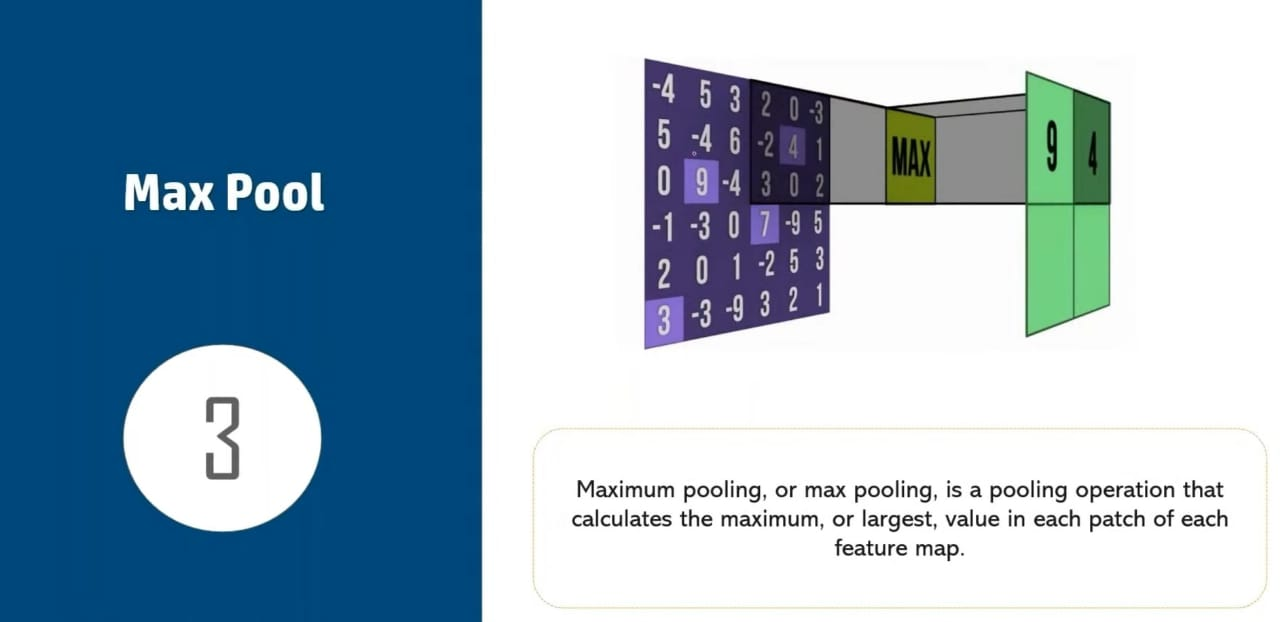 Max Pool
3
-4 5 3 2 0 -3
5 -4 6 -2 4 1
0 9 -4 3 0 2
-1 -3 0 7 -9 5
2 0 1 -2 5 3
3 -3 -9 3 2 1
MAX
9 4
Maximum pooling, or max pooling, is a pooling operation that
calculates the maximum, or largest, value in each patch of each
feature map.